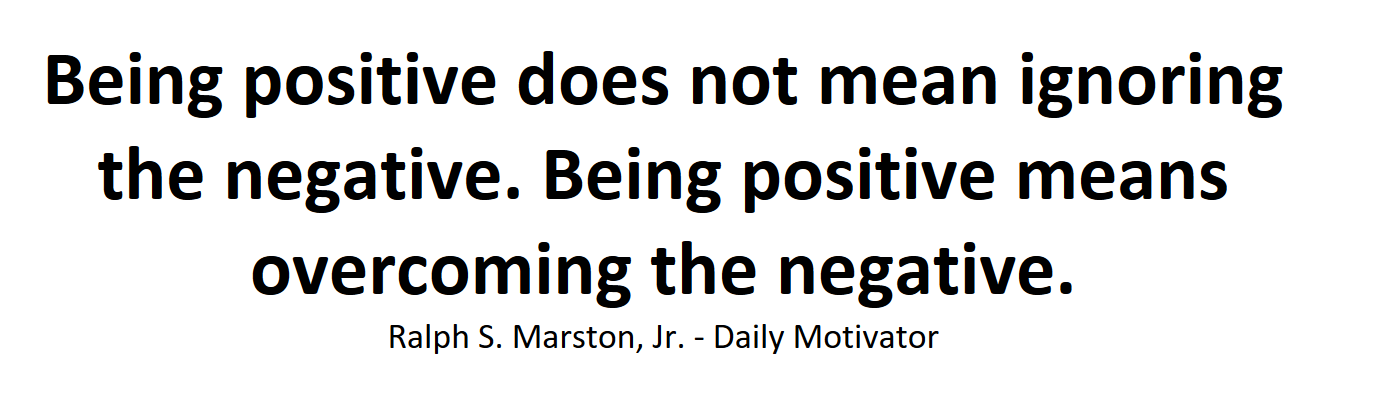 Being positive does not mean ignoring
the negative. Being positive means
overcoming the negative.
Ralph S. Marston, Jr. - Daily Motivator